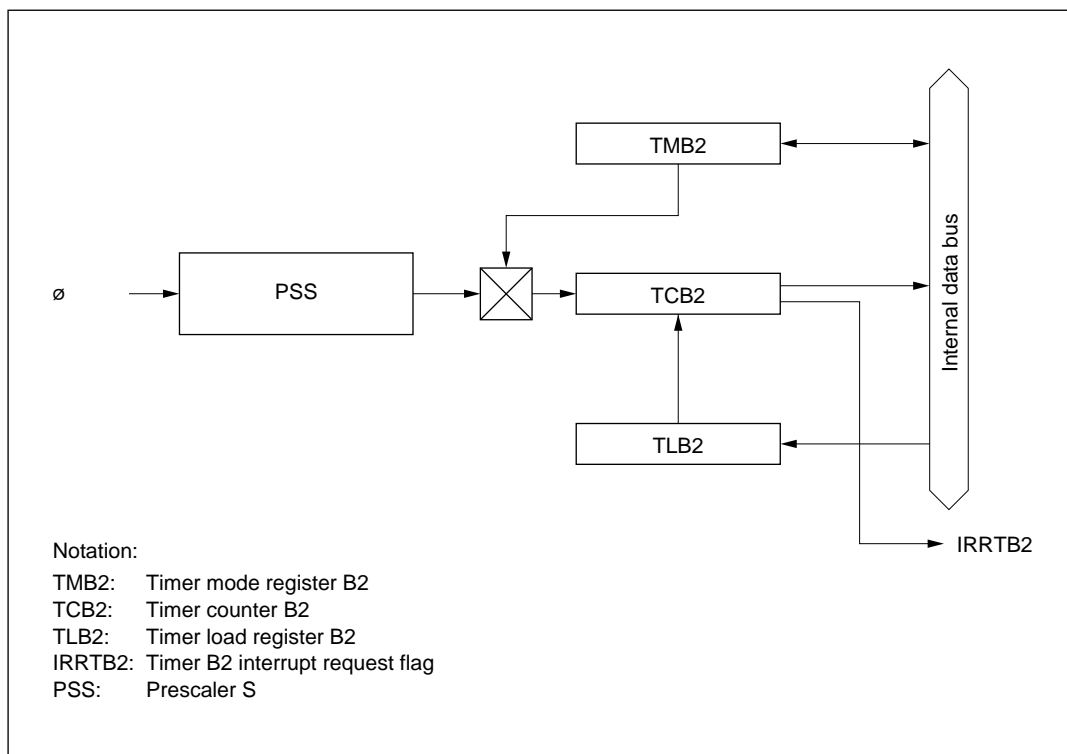 TMB2
ø
PSS
TCB2
TLB2
Internal data bus
IRRTB2
Notation:
TMB2: Timer mode register B2
TCB2: Timer counter B2
TLB2: Timer load register B2
IRRTB2: Timer B2 interrupt request flag
PSS: Prescaler S